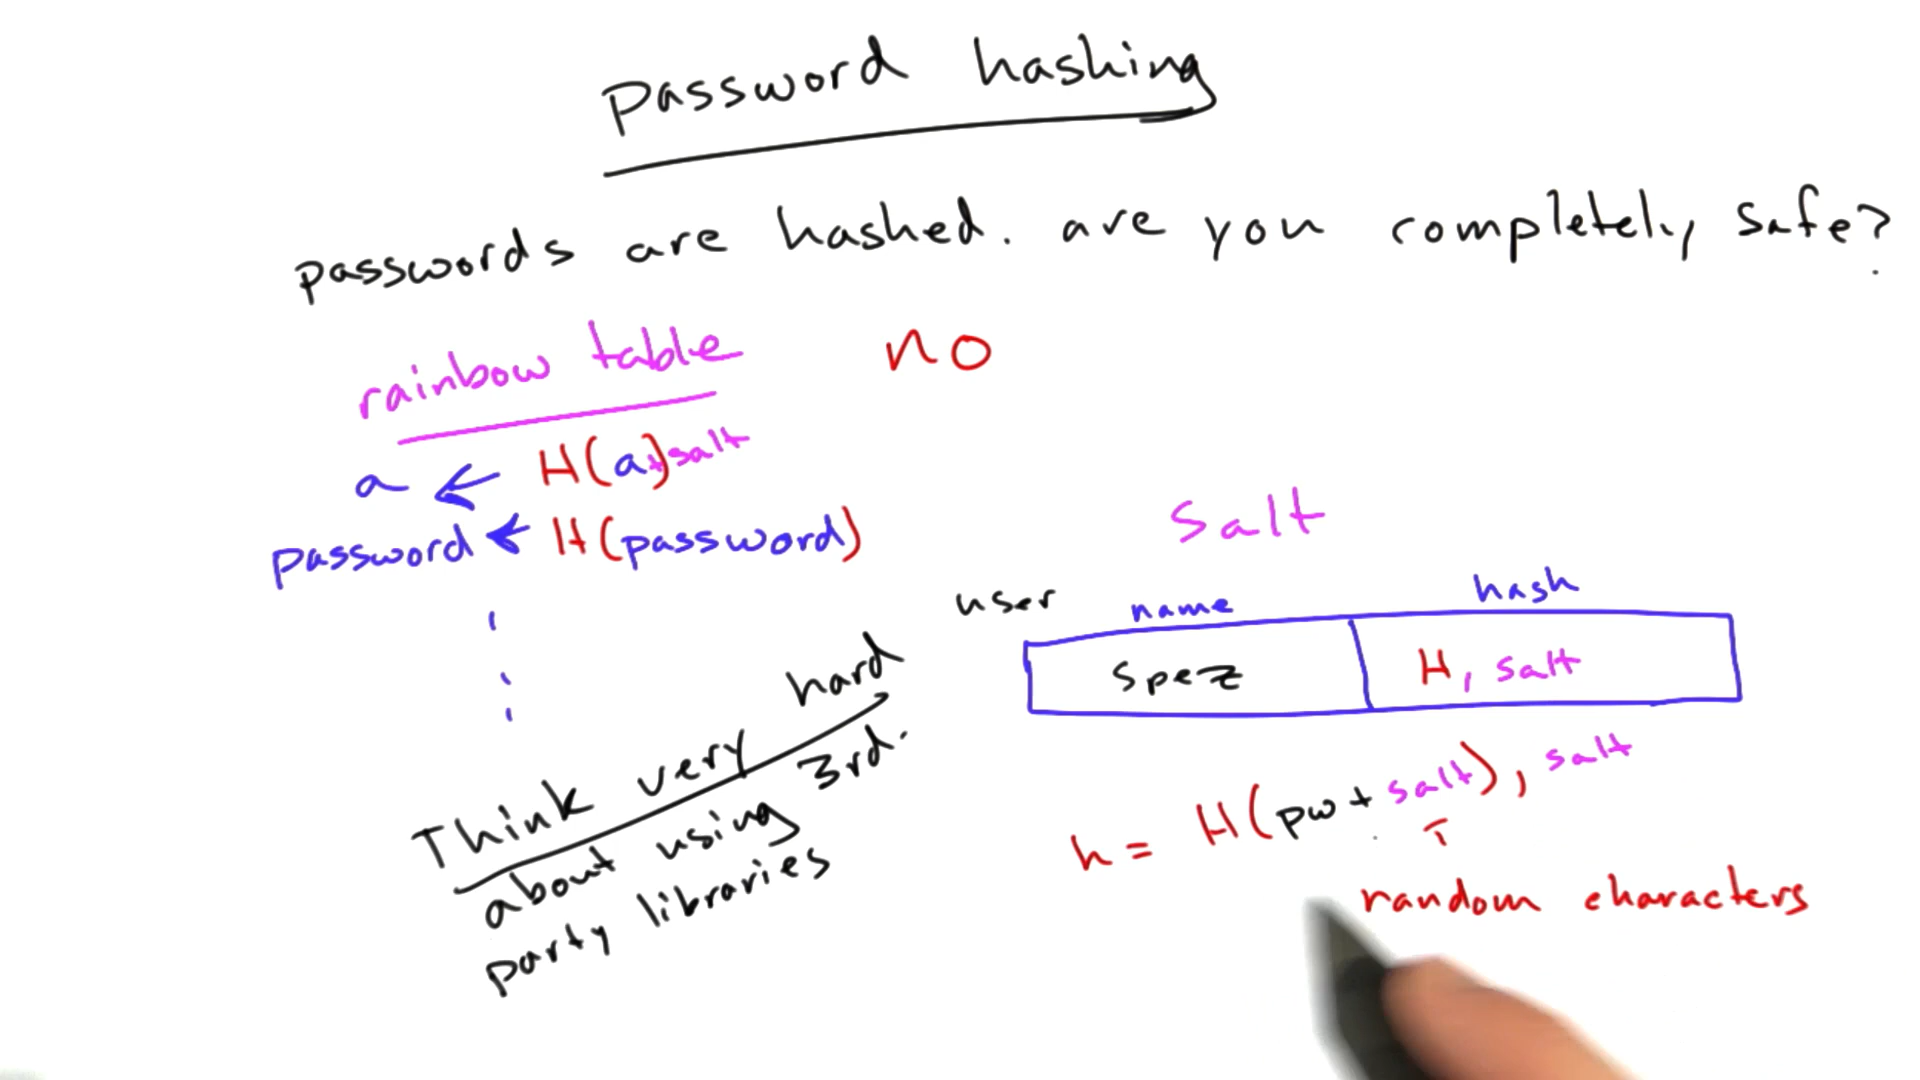 Password hashing
passwords are hashed. are you completely safe?
rainbow table
no
a ← H(a+)salt
password ← H(password)
Think very hard
about using 3rd.
party libraries
Salt
user
name
hash
spez
H, salt
h = H(pw + salt), salt
random characters